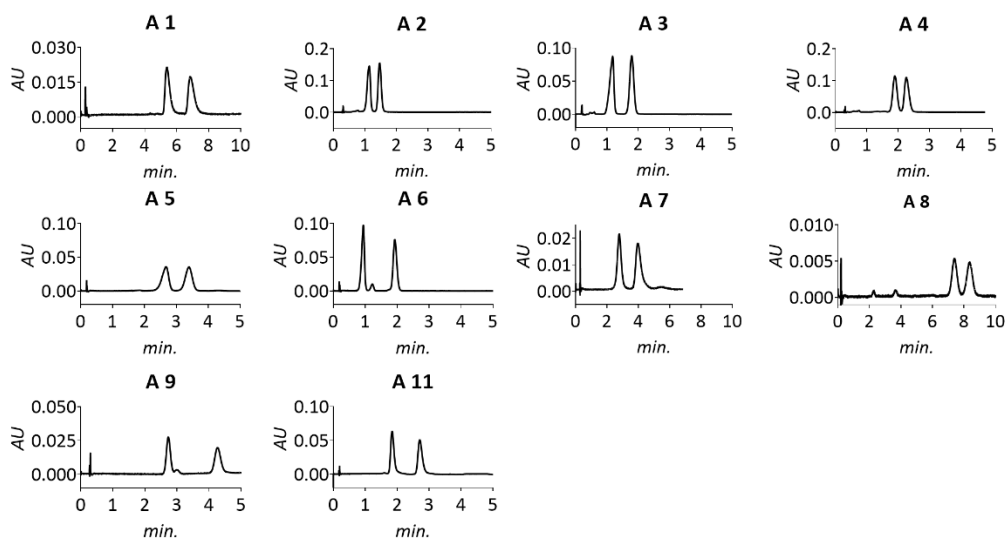 A 1
AU
0.030
0.015
0.000
0 2 4 6 8 10
min.
A 2
AU
0.2
0.1
0.0
0 1 2 3 4 5
min.
A 3
AU
0.10
0.05
0.00
0 1 2 3 4 5
min.
A 4
AU
0.2
0.1
0.0
0 1 2 3 4 5
min.
A 5
AU
0.10
0.05
0.00
0 1 2 3 4 5
min.
A 6
AU
0.10
0.05
0.00
0 1 2 3 4 5
min.
A 7
AU
0.02
0.01
0.00
0 2 4 6 8 10
min.
A 8
AU
0.010
0.005
0.000
0 2 4 6 8 10
min.
A 9
AU
0.050
0.025
0.000
0 1 2 3 4 5
min.
A 11
AU
0.10
0.05
0.00
0 1 2 3 4 5
min.